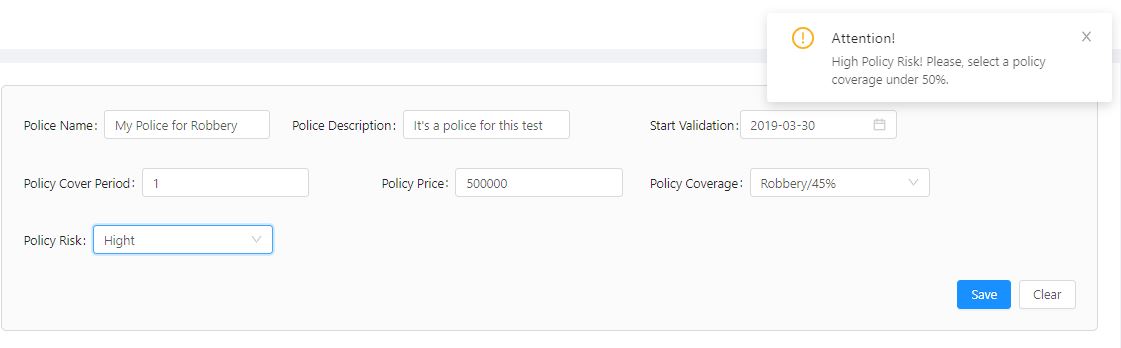 Attention!
High Policy Risk! Please, select a policy
coverage under 50%.
Police Name: My Police for Robbery Police Description: It's a police for this test Start Validation: 2019-03-30
Policy Cover Period: 1 Policy Price: 500000 Policy Coverage: Robbery/45%
Policy Risk: Hight
Save Clear